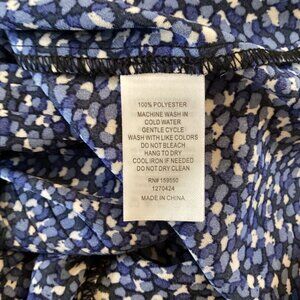 100% POLYESTER
MACHINE WASH IN
COLD WATER
GENTLE CYCLE
WASH WITH LIKE COLORS
DO NOT BLEACH
HANG TO DRY
COOL IRON IF NEEDED
DO NOT DRY CLEAN
RN# 159550
1270424
MADE IN CHINA